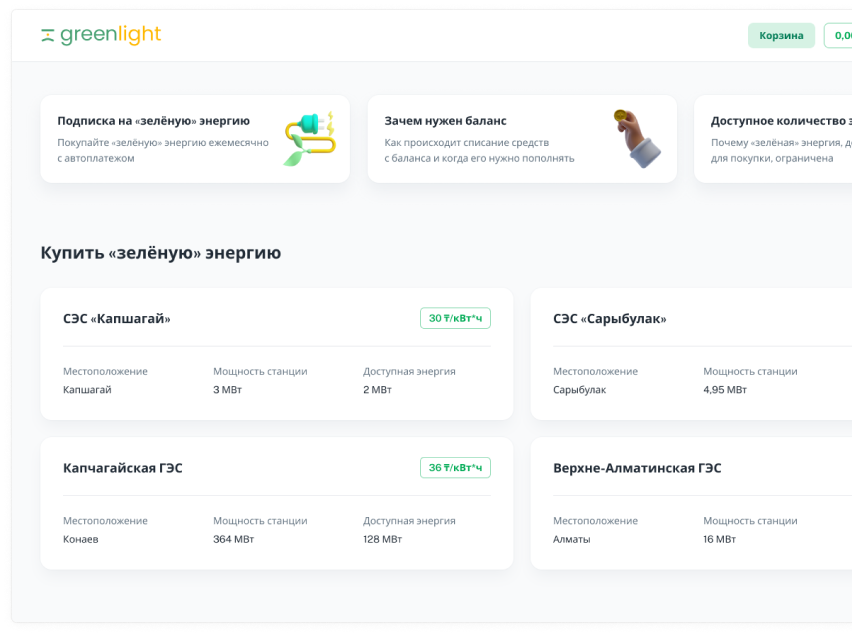 greenlight
Корзина
0,0
Подписка на «зелёную» энергию
Покупайте «зелёную» энергию ежемесячно
с автоплатежом
Зачем нужен баланс
Как происходит списание средств
с баланса и когда его нужно пополнять
Доступное количество
Почему «зелёная» энергия,
для покупки, ограничена
Купить «зелёную» энергию
СЭС «Капшагай»
30 ₸/кВт*ч
Местоположение
Мощность станции
Доступная энергия
Капшагай
3 МВт
2 МВт
СЭС «Сарыбулак»
Местоположение
Мощность станции
Сарыбулак
4,95 МВт
Капчагайская ГЭС
36 ₸/кВт*ч
Местоположение
Мощность станции
Доступная энергия
Конаев
364 МВт
128 МВт
Верхне-Алматинская ГЭС
Местоположение
Мощность станции
Алматы
16 МВт